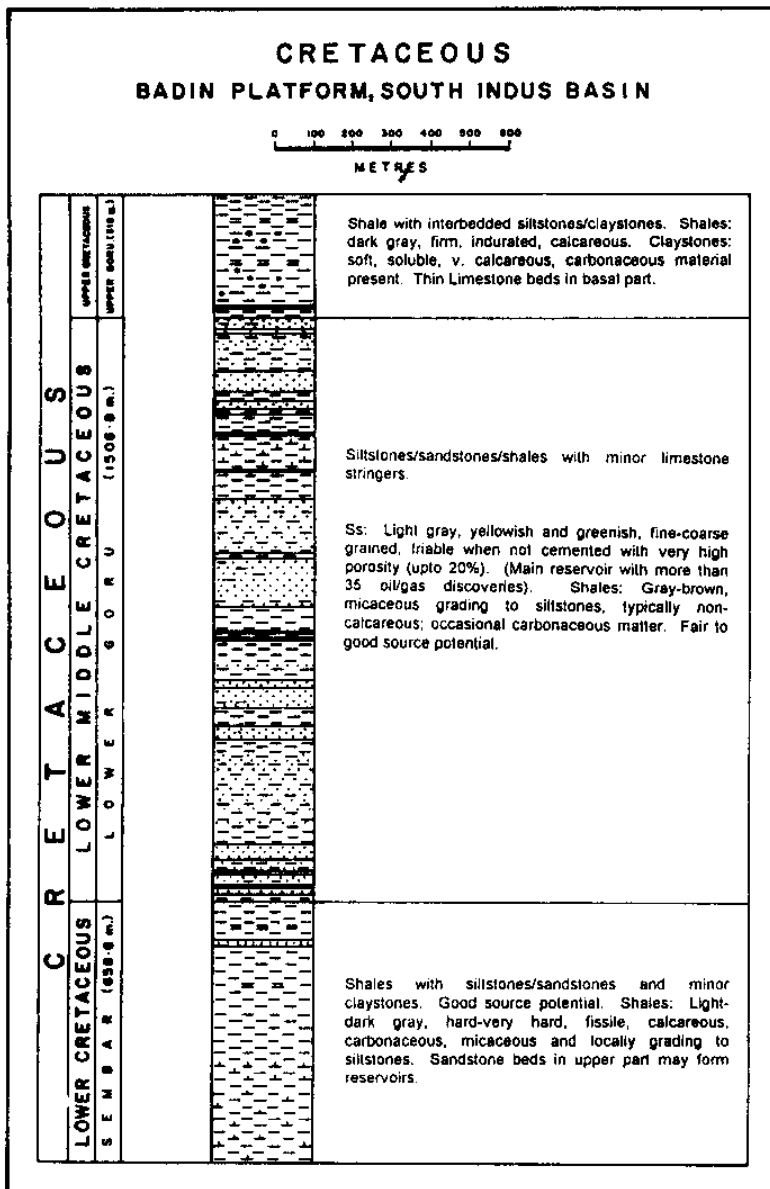 CRETACEOUS
BADIN PLATFORM, SOUTH INDUS BASIN
0 100 200 300 400 500 600
METRES
CRETACEOUS
UPPER CRETACEOUS
UPPER GORU
Shale with interbedded siltstones/claystones. Shales:
dark gray, firm, indurated, calcareous. Claystones:
soft, soluble, v. calcareous, carbonaceous material
present. Thin Limestone beds in basal part.
LOWER MIDDLE CRETACEOUS
LOWER GORU (1506·8 m.)
Siltstones/sandstones/shales with minor limestone
stringers.
Ss: Light gray, yellowish and greenish, fine-coarse
grained, friable when not cemented with very high
porosity (upto 20%). (Main reservoir with more than
35 oil/gas discoveries). Shales: Gray-brown,
micaceous grading to siltstones, typically non-
calcareous; occasional carbonaceous matter. Fair to
good source potential.
LOWER CRETACEOUS
SEMBAR (658·8 m.)
Shales with siltstones/sandstones and minor
claystones. Good source potential. Shales: Light-
dark gray, hard-very hard, fissile, calcareous,
carbonaceous, micaceous and locally grading to
siltstones. Sandstone beds in upper part may form
reservoirs.